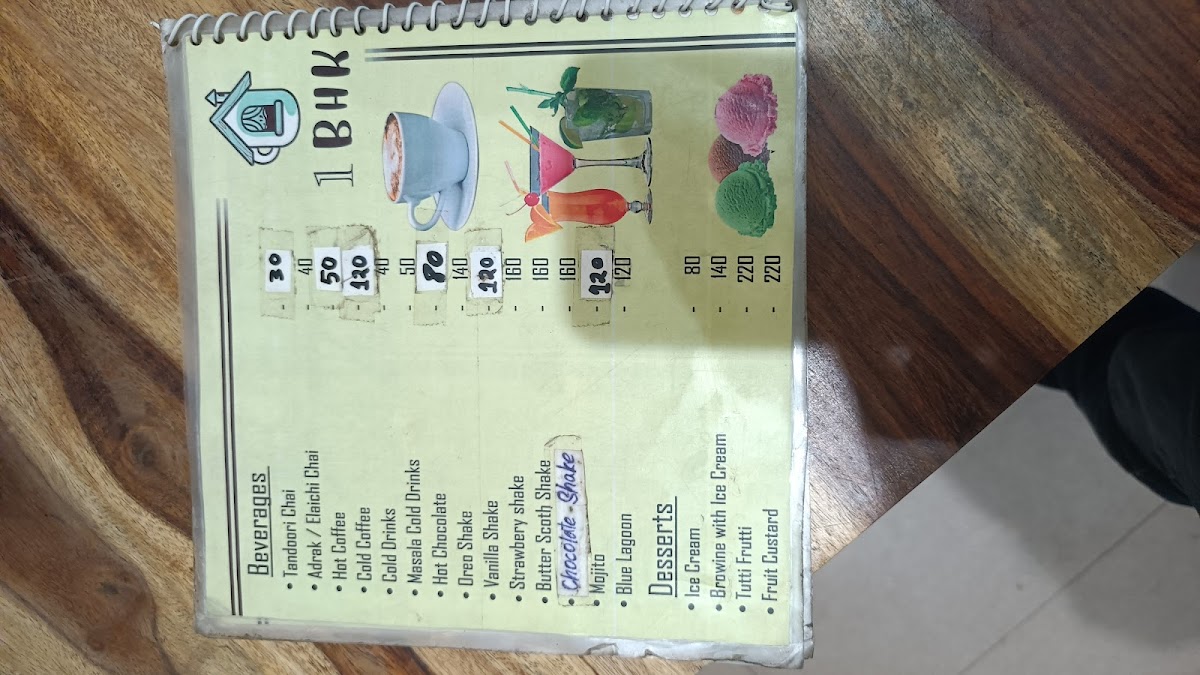 1 BHK
Beverages
• Tandoori Chai - 30
• Adrak / Elaichi Chai - 40
• Hot Coffee - 50
• Cold Coffee - 120
• Cold Drinks - 40
• Masala Cold Drinks - 50
• Hot Chocolate - 80
• Oreo Shake - 140
• Vanilla Shake - 120
• Strawbery shake - 160
• Butter Scoth Shake - 160
• Chocolate - Shake - 160
• Mojito - 120
• Blue Lagoon - 120
Desserts
• Ice Cream - 80
• Browine with Ice Cream - 140
• Tutti Frutti - 220
• Fruit Custard - 220